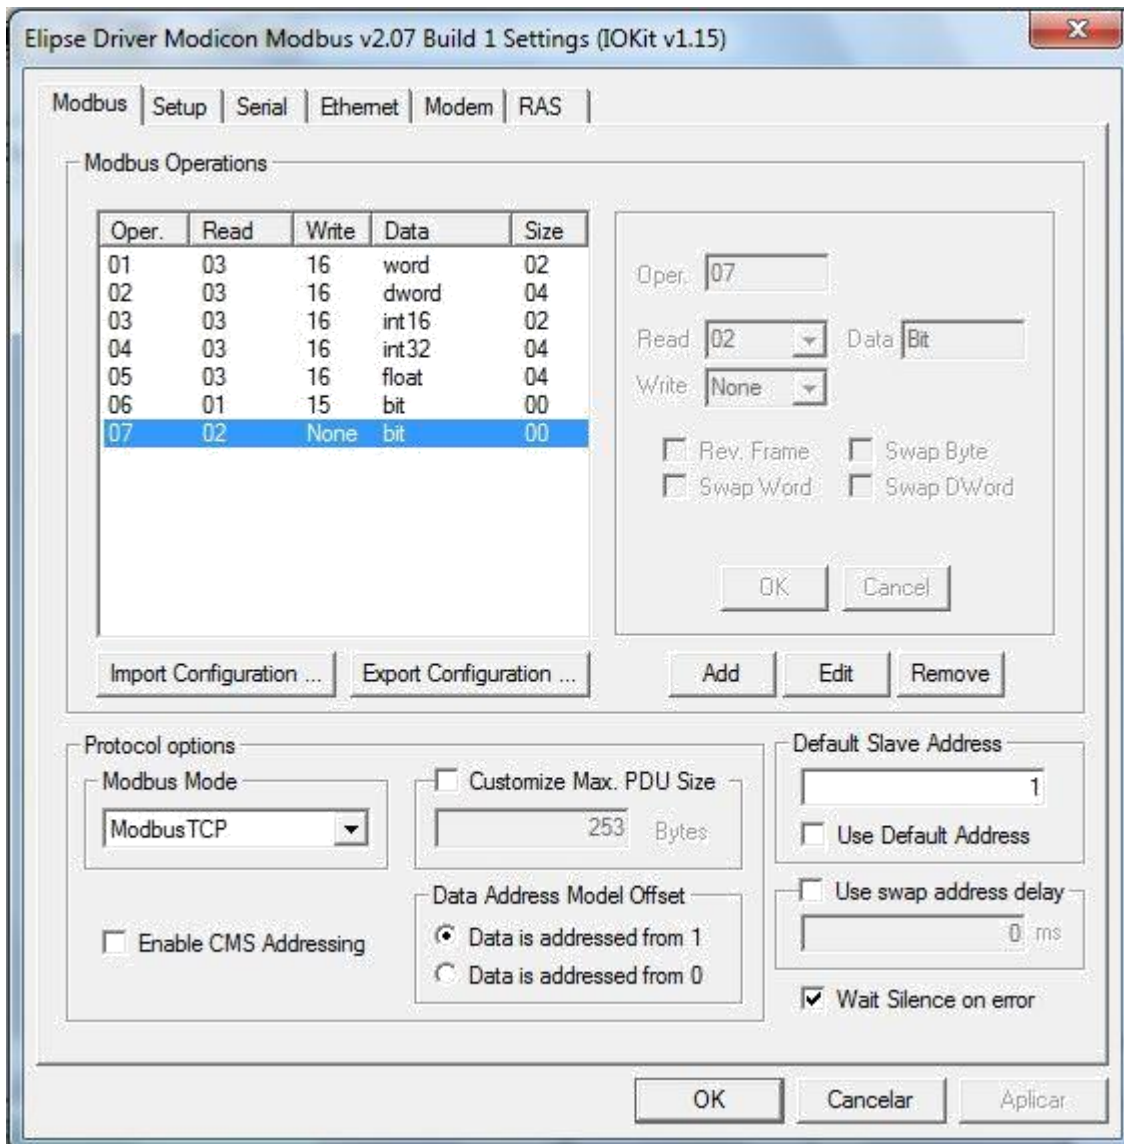 Elipse Driver Modicon Modbus v2.07 Build 1 Settings (IOKit v1.15)
Modbus Setup Serial Ethernet Modem RAS
Modbus Operations
Oper. Read Write Data Size
01 03 16 word 02
02 03 16 dword 04
03 03 16 int16 02
04 03 16 int32 04
05 03 16 float 04
06 01 15 bit 00
07 02 None bit 00
Oper. 07
Read 02 Data Bit
Write None
Rev. Frame Swap Byte
Swap Word Swap DWord
OK Cancel
Import Configuration ... Export Configuration ... Add Edit Remove
Protocol options
Modbus Mode
ModbusTCP
Customize Max. PDU Size
253 Bytes
Enable CMS Addressing
Data Address Model Offset
Data is addressed from 1
Data is addressed from 0
Default Slave Address
1
Use Default Address
Use swap address delay
0 ms
Wait Silence on error
OK Cancelar Aplicar